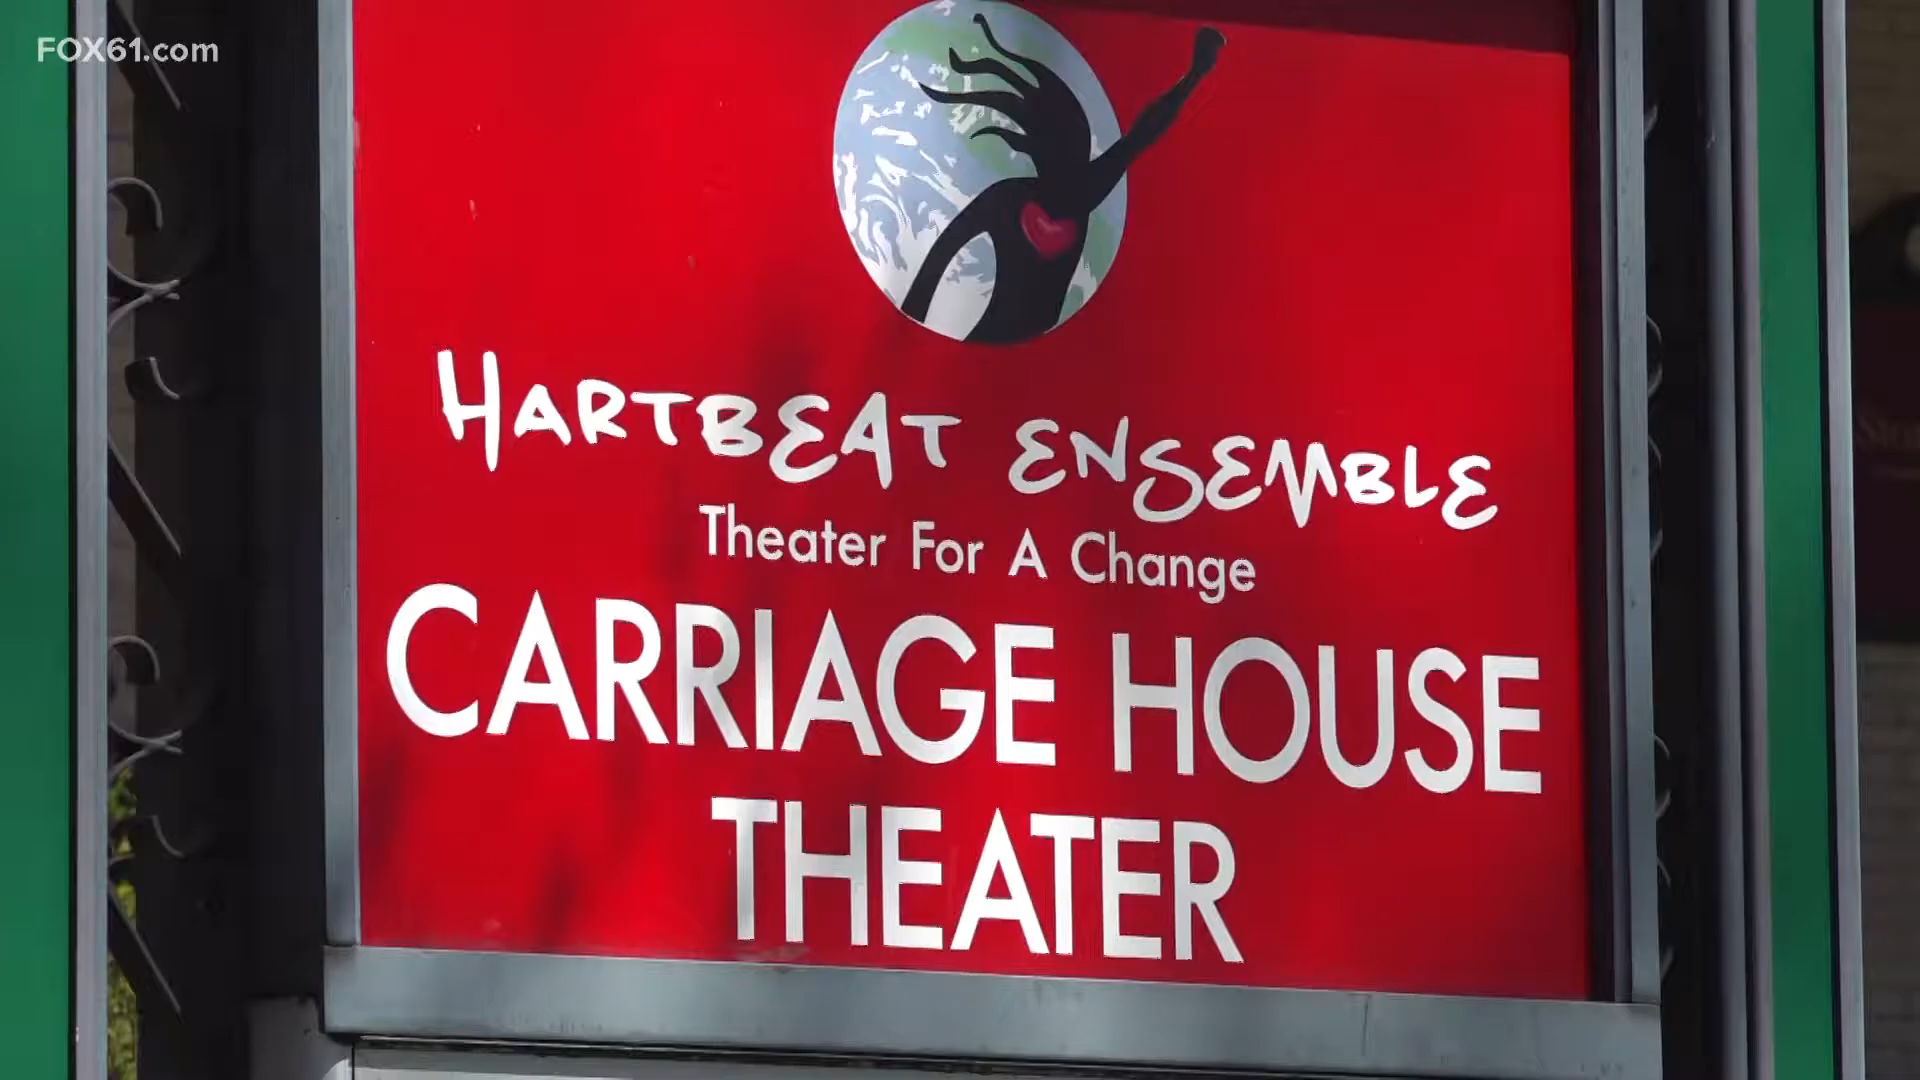 FOX61.com
HARTBEAT ENSEMBLE
Theater For A Change
CARRIAGE HOUSE
THEATER